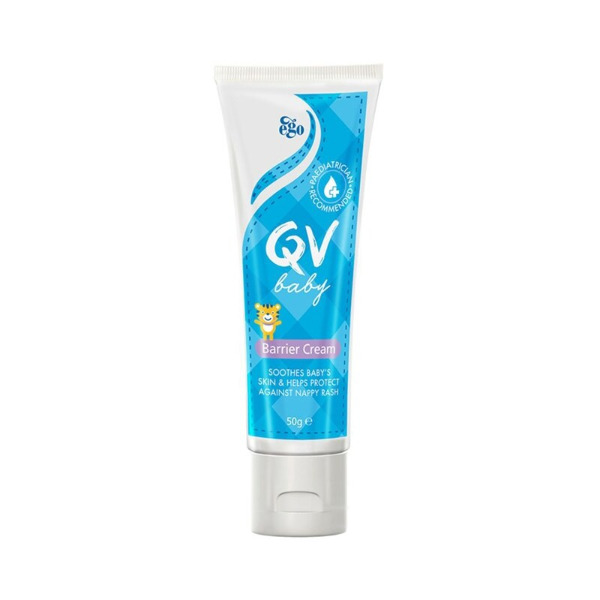 ego
PAEDIATRICIAN
RECOMMENDED
QV
baby
Barrier Cream
SOOTHES BABY'S
SKIN & HELPS PROTECT
AGAINST NAPPY RASH
50g ℮